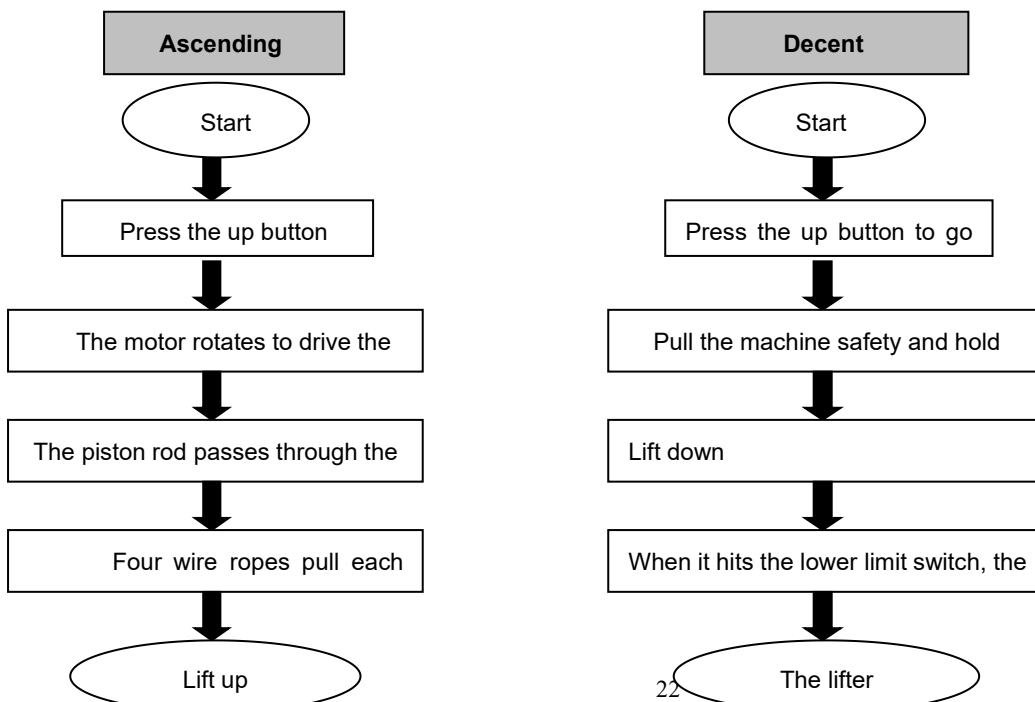 Ascending
Start
Press the up button
The motor rotates to drive the
The piston rod passes through the
Four wire ropes pull each
Lift up
Decent
Start
Press the up button to go
Pull the machine safety and hold
Lift down
When it hits the lower limit switch, the
The lifter
22